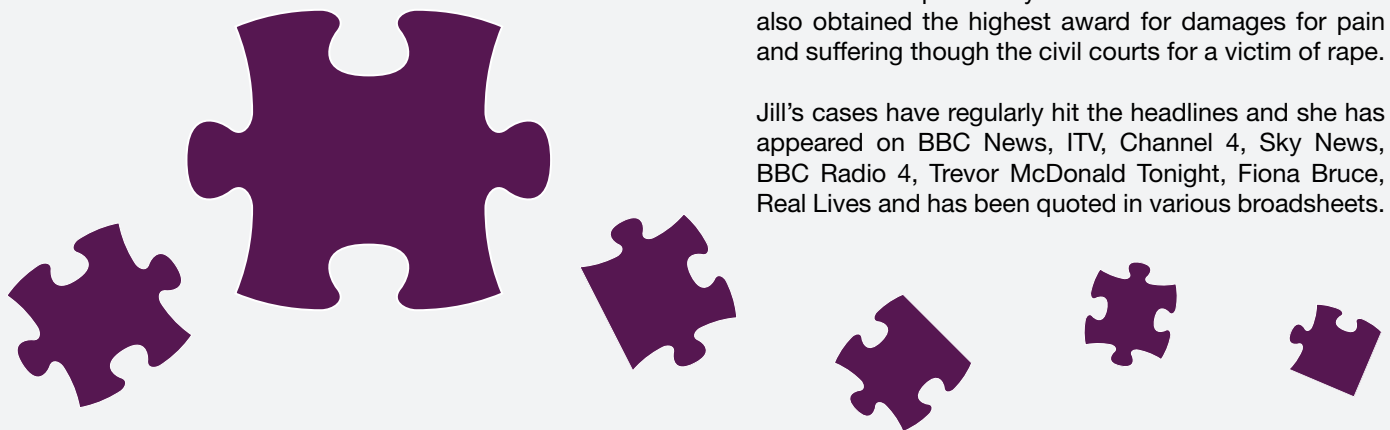 also obtained the highest award for damages for pain
and suffering though the civil courts for a victim of rape.
Jill's cases have regularly hit the headlines and she has
appeared on BBC News, ITV, Channel 4, Sky News,
BBC Radio 4, Trevor McDonald Tonight, Fiona Bruce,
Real Lives and has been quoted in various broadsheets.